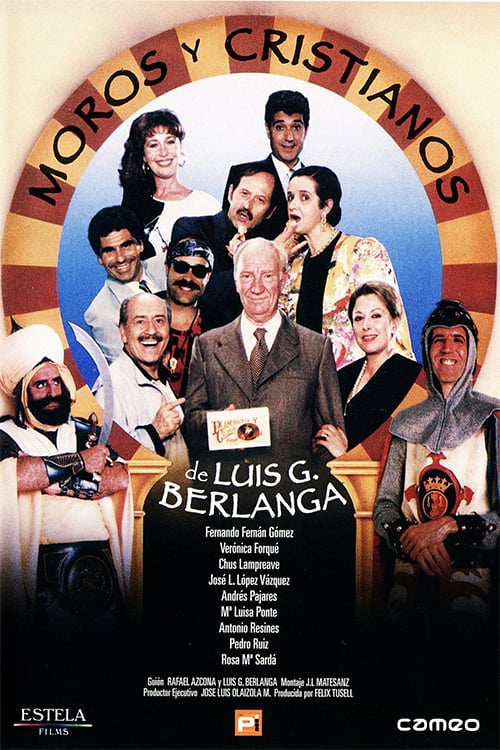 MOROS Y CRISTIANOS
de LUIS G.
BERLANGA
Fernando Fernán Gómez
Verónica Forqué
Chus Lampreave
José L. López Vázquez
Andrés Pajares
Mª Luisa Ponte
Antonio Resines
Pedro Ruiz
Rosa Mª Sardá
Guión RAFAEL AZCONA y LUIS G. BERLANGA Montaje J.L MATESANZ
Productor Ejecutivo JOSE LUIS OLAIZOLA M. Producida por FELIX TUSELL
ESTELA
FILMS
Pi
cameo